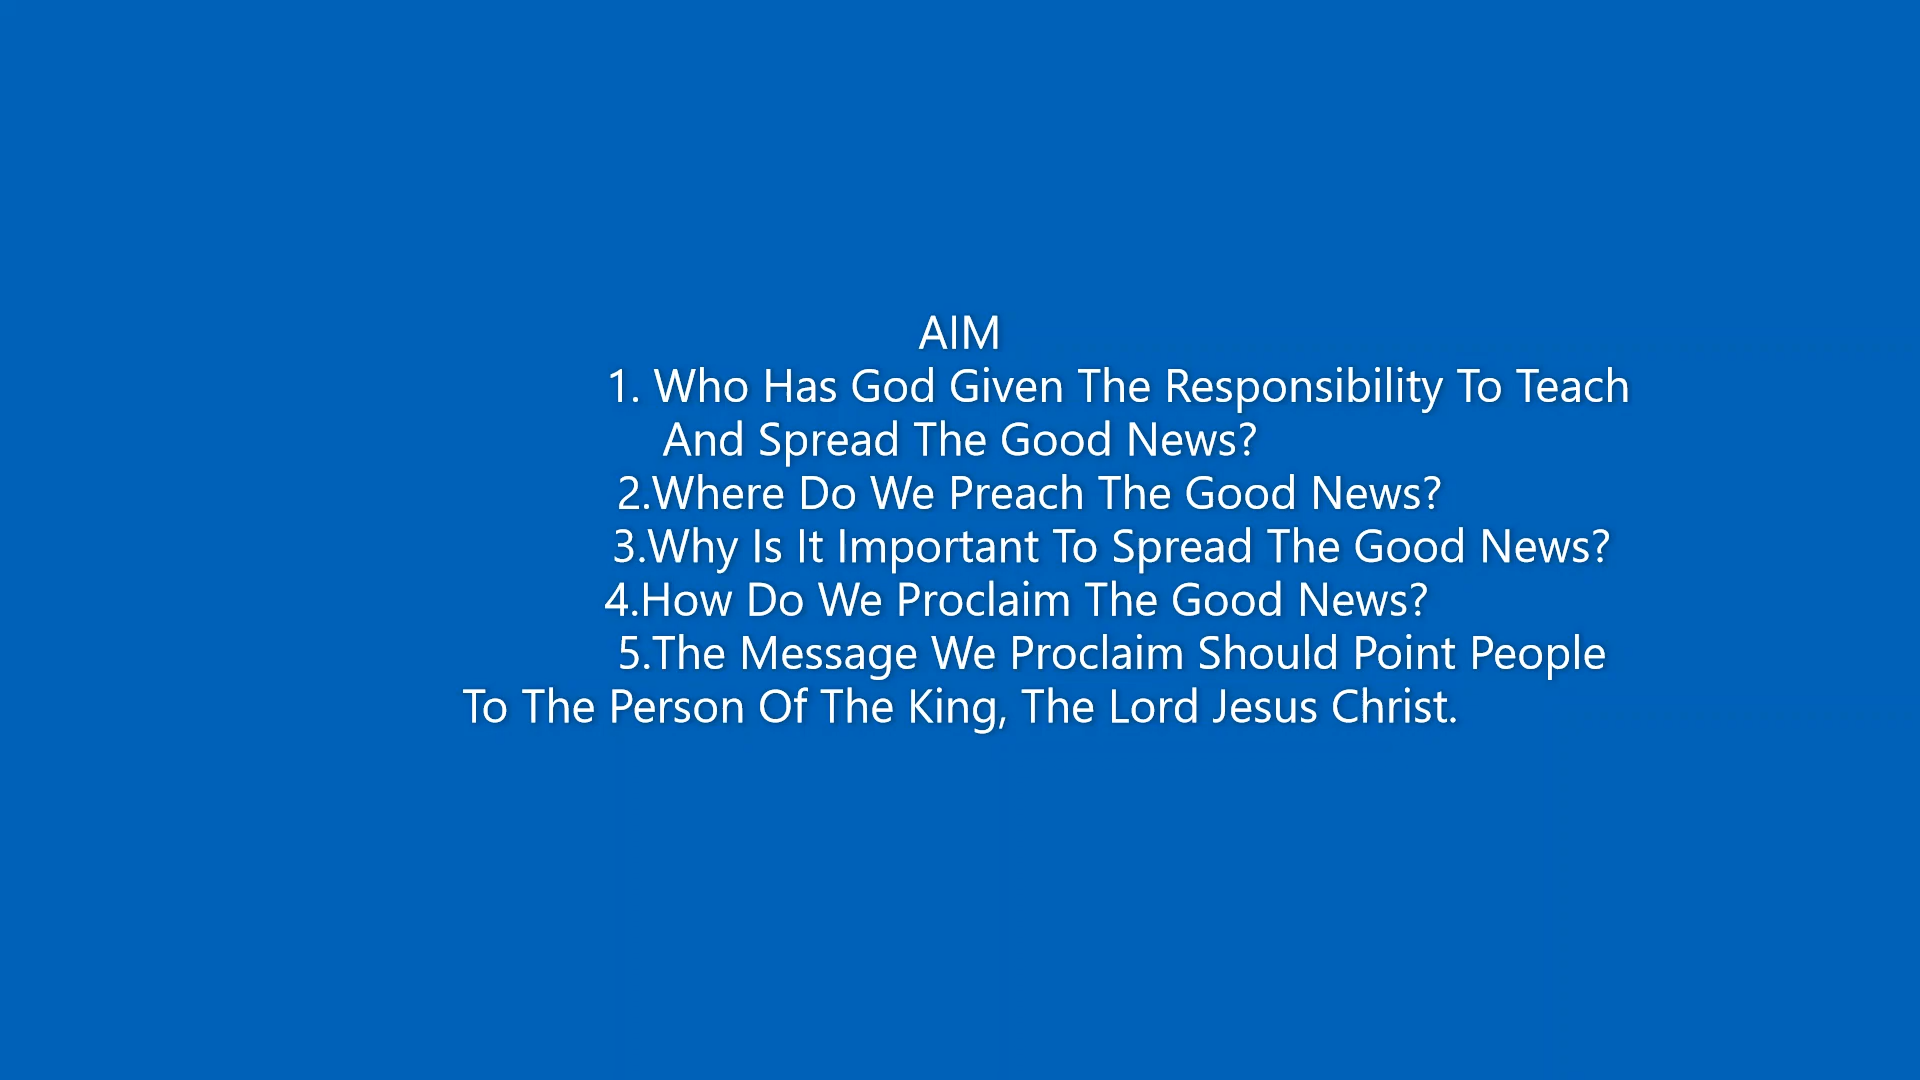 AIM
1. Who Has God Given The Responsibility To Teach
And Spread The Good News?
2.Where Do We Preach The Good News?
3.Why Is It Important To Spread The Good News?
4.How Do We Proclaim The Good News?
5.The Message We Proclaim Should Point People
To The Person Of The King, The Lord Jesus Christ.